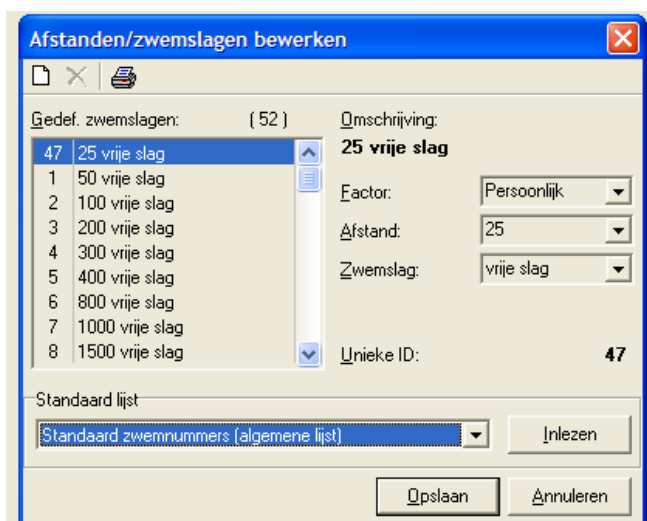 Afstanden/zwemslagen bewerken
Gedef. zwemslagen: ( 52 )
47 25 vrije slag
1 50 vrije slag
2 100 vrije slag
3 200 vrije slag
4 300 vrije slag
5 400 vrije slag
6 800 vrije slag
7 1000 vrije slag
8 1500 vrije slag
Omschrijving:
25 vrije slag
Factor: Persoonlijk
Afstand: 25
Zwemslag: vrije slag
Unieke ID: 47
Standaard lijst
Standaard zwemnummers (algemene lijst)
Inlezen
Opslaan
Annuleren